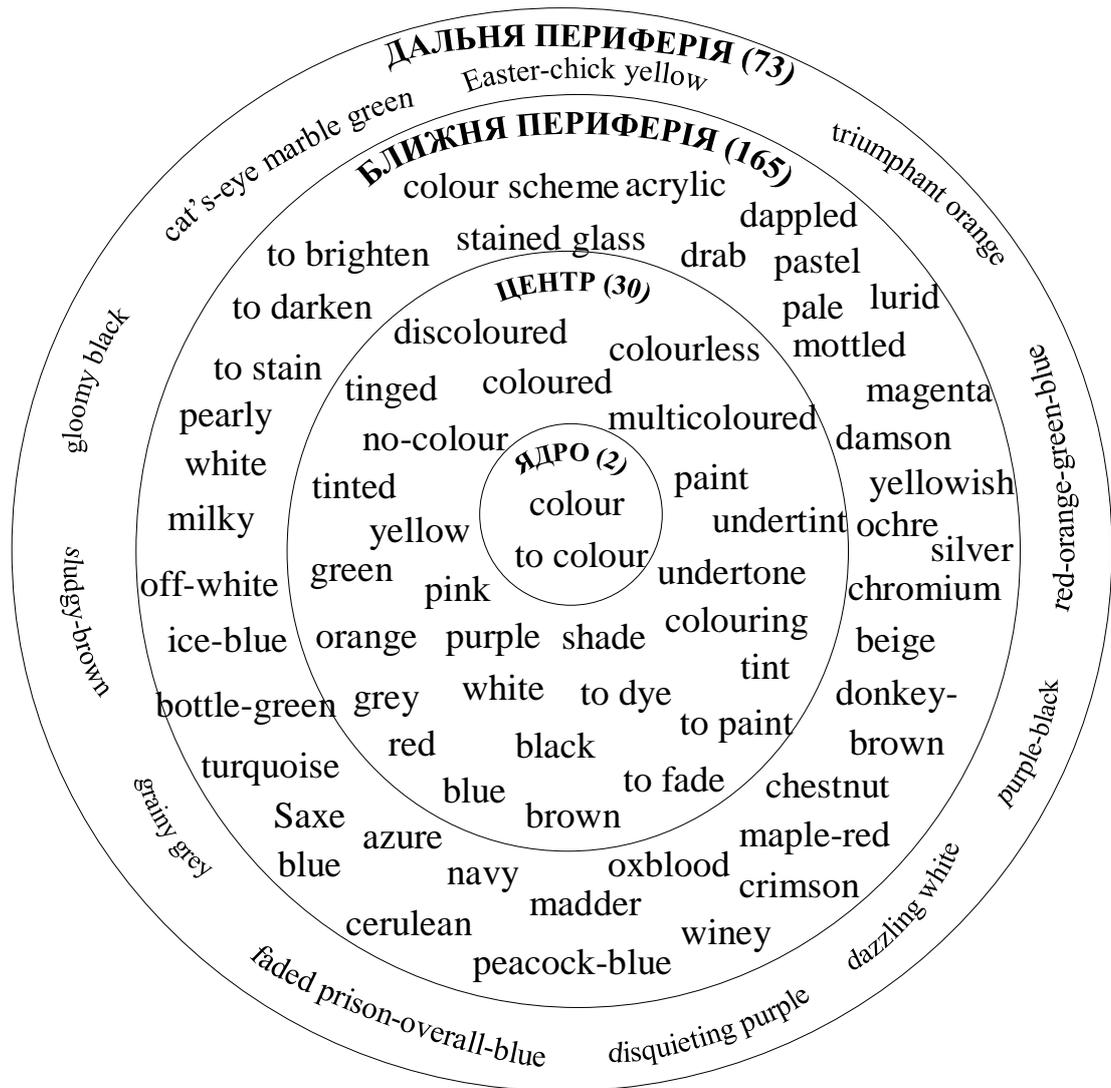 ДАЛЬНЯ ПЕРИФЕРІЯ (73)
Easter-chick yellow
cat's-eye marble green
triumphant orange
gloomy black
red-orange-green-blue
sludgy-brown
purple-black
grainy grey
dazzling white
faded prison-overall-blue
disquieting purple
БЛИЖНЯ ПЕРИФЕРІЯ (165)
colour scheme acrylic
dappled
to brighten
stained glass
drab
pastel
to darken
pale
lurid
mottled
to stain
magenta
pearly
damson
white
yellowish
milky
ochre
silver
off-white
chromium
ice-blue
beige
bottle-green
donkey-
brown
turquoise
chestnut
Saxe
blue
azure
maple-red
navy
oxblood
crimson
madder
cerulean
winey
peacock-blue
ЦЕНТР (30)
discoloured
colourless
tinged
coloured
multicoloured
no-colour
tinted
paint
yellow
undertint
green
pink
undertone
orange
purple
shade
colouring
tint
grey
white
to dye
to paint
red
black
blue
to fade
brown
ЯДРО (2)
colour
to colour